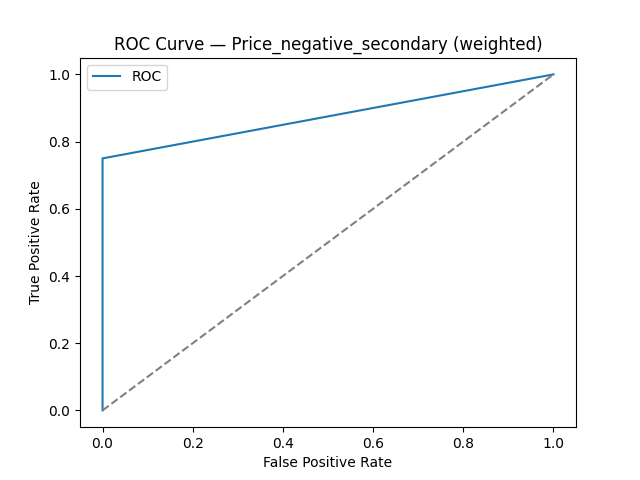 ROC Curve — Price_negative_secondary (weighted)
ROC
1.0
0.8
0.6
0.4
0.2
0.0
True Positive Rate
0.0 0.2 0.4 0.6 0.8 1.0
False Positive Rate